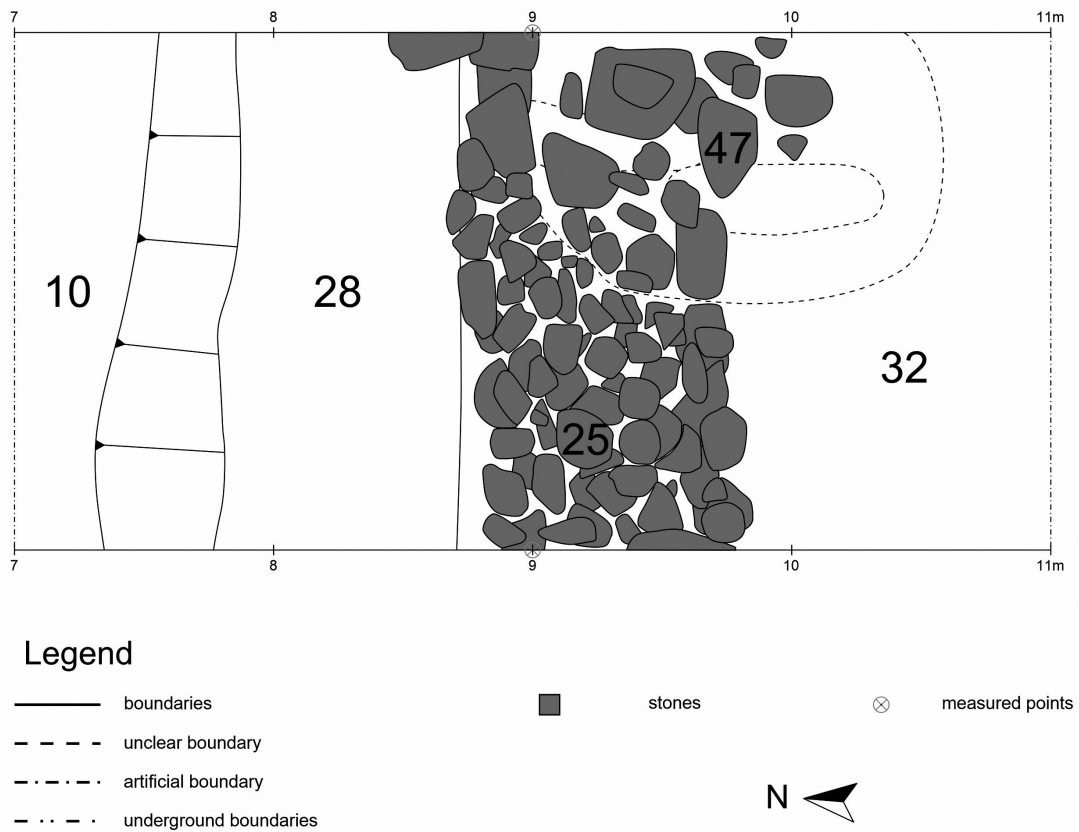 7 8 9 10 11m
47
10 28
32
25
7 8 9 10 11m
Legend
boundaries stones measured points
unclear boundary
artificial boundary
N
underground boundaries